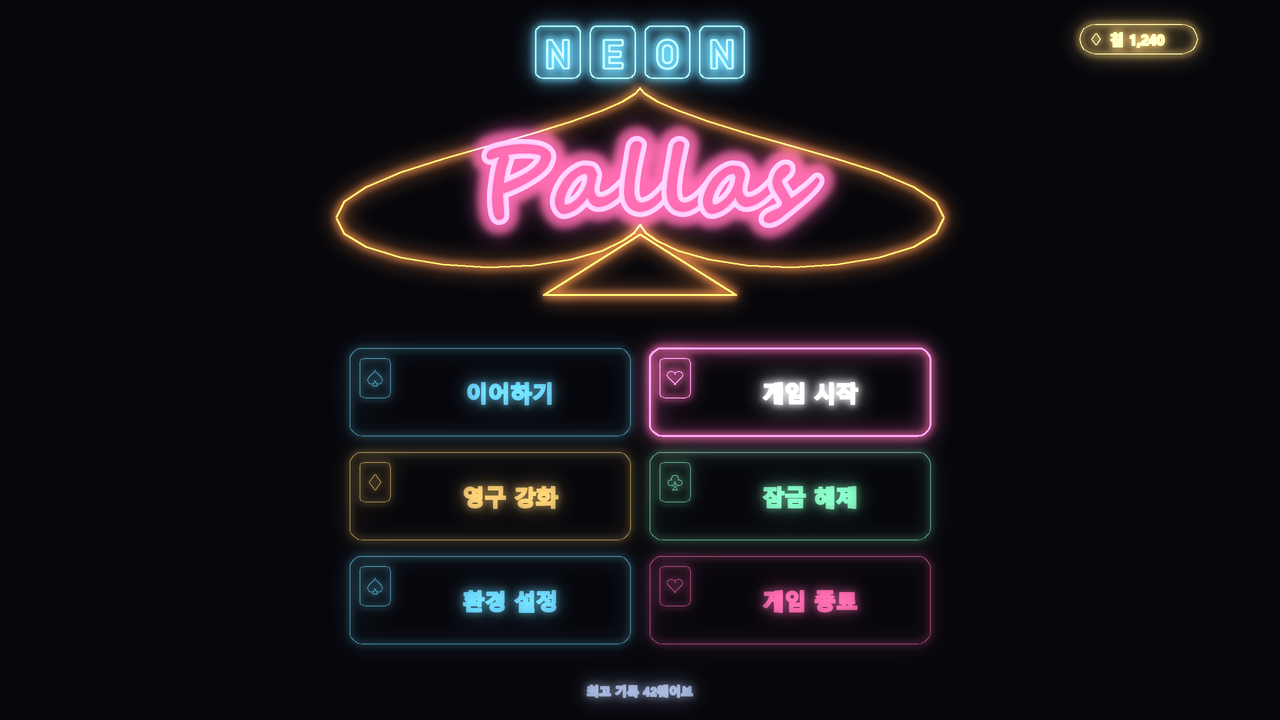 NEON
칩 1,240
Pallas
이어하기
게임 시작
영구 강화
잠금 해제
환경 설정
게임 종료
최고 기록 42웨이브